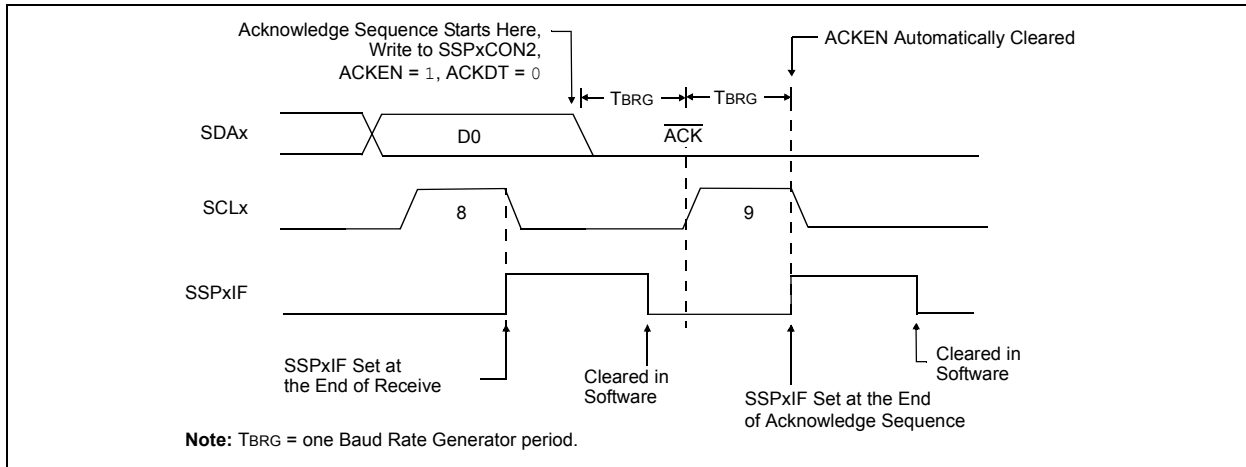 Acknowledge Sequence Starts Here,
Write to SSPxCON2,
ACKEN = 1, ACKDT = 0
ACKEN Automatically Cleared
TBRG
TBRG
SDAx
D0
ACK
SCLx
8
9
SSPxIF
SSPxIF Set at
the End of Receive
Cleared in
Software
SSPxIF Set at the End
of Acknowledge Sequence
Cleared in
Software
Note: TBRG = one Baud Rate Generator period.